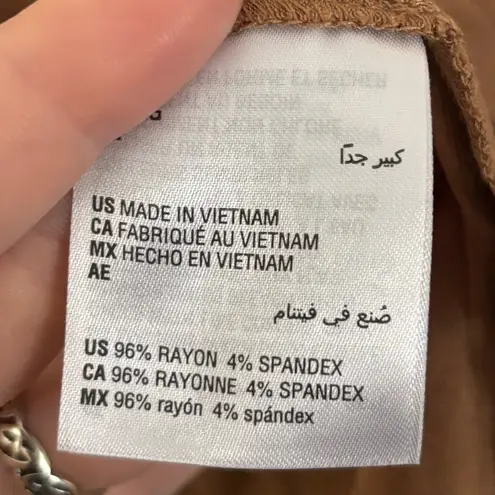 كبير جدًا
US MADE IN VIETNAM
CA FABRIQUÉ AU VIETNAM
MX HECHO EN VIETNAM
AE
صُنع في فيتنام
US 96% RAYON 4% SPANDEX
CA 96% RAYONNE 4% SPANDEX
MX 96% rayón 4% spándex